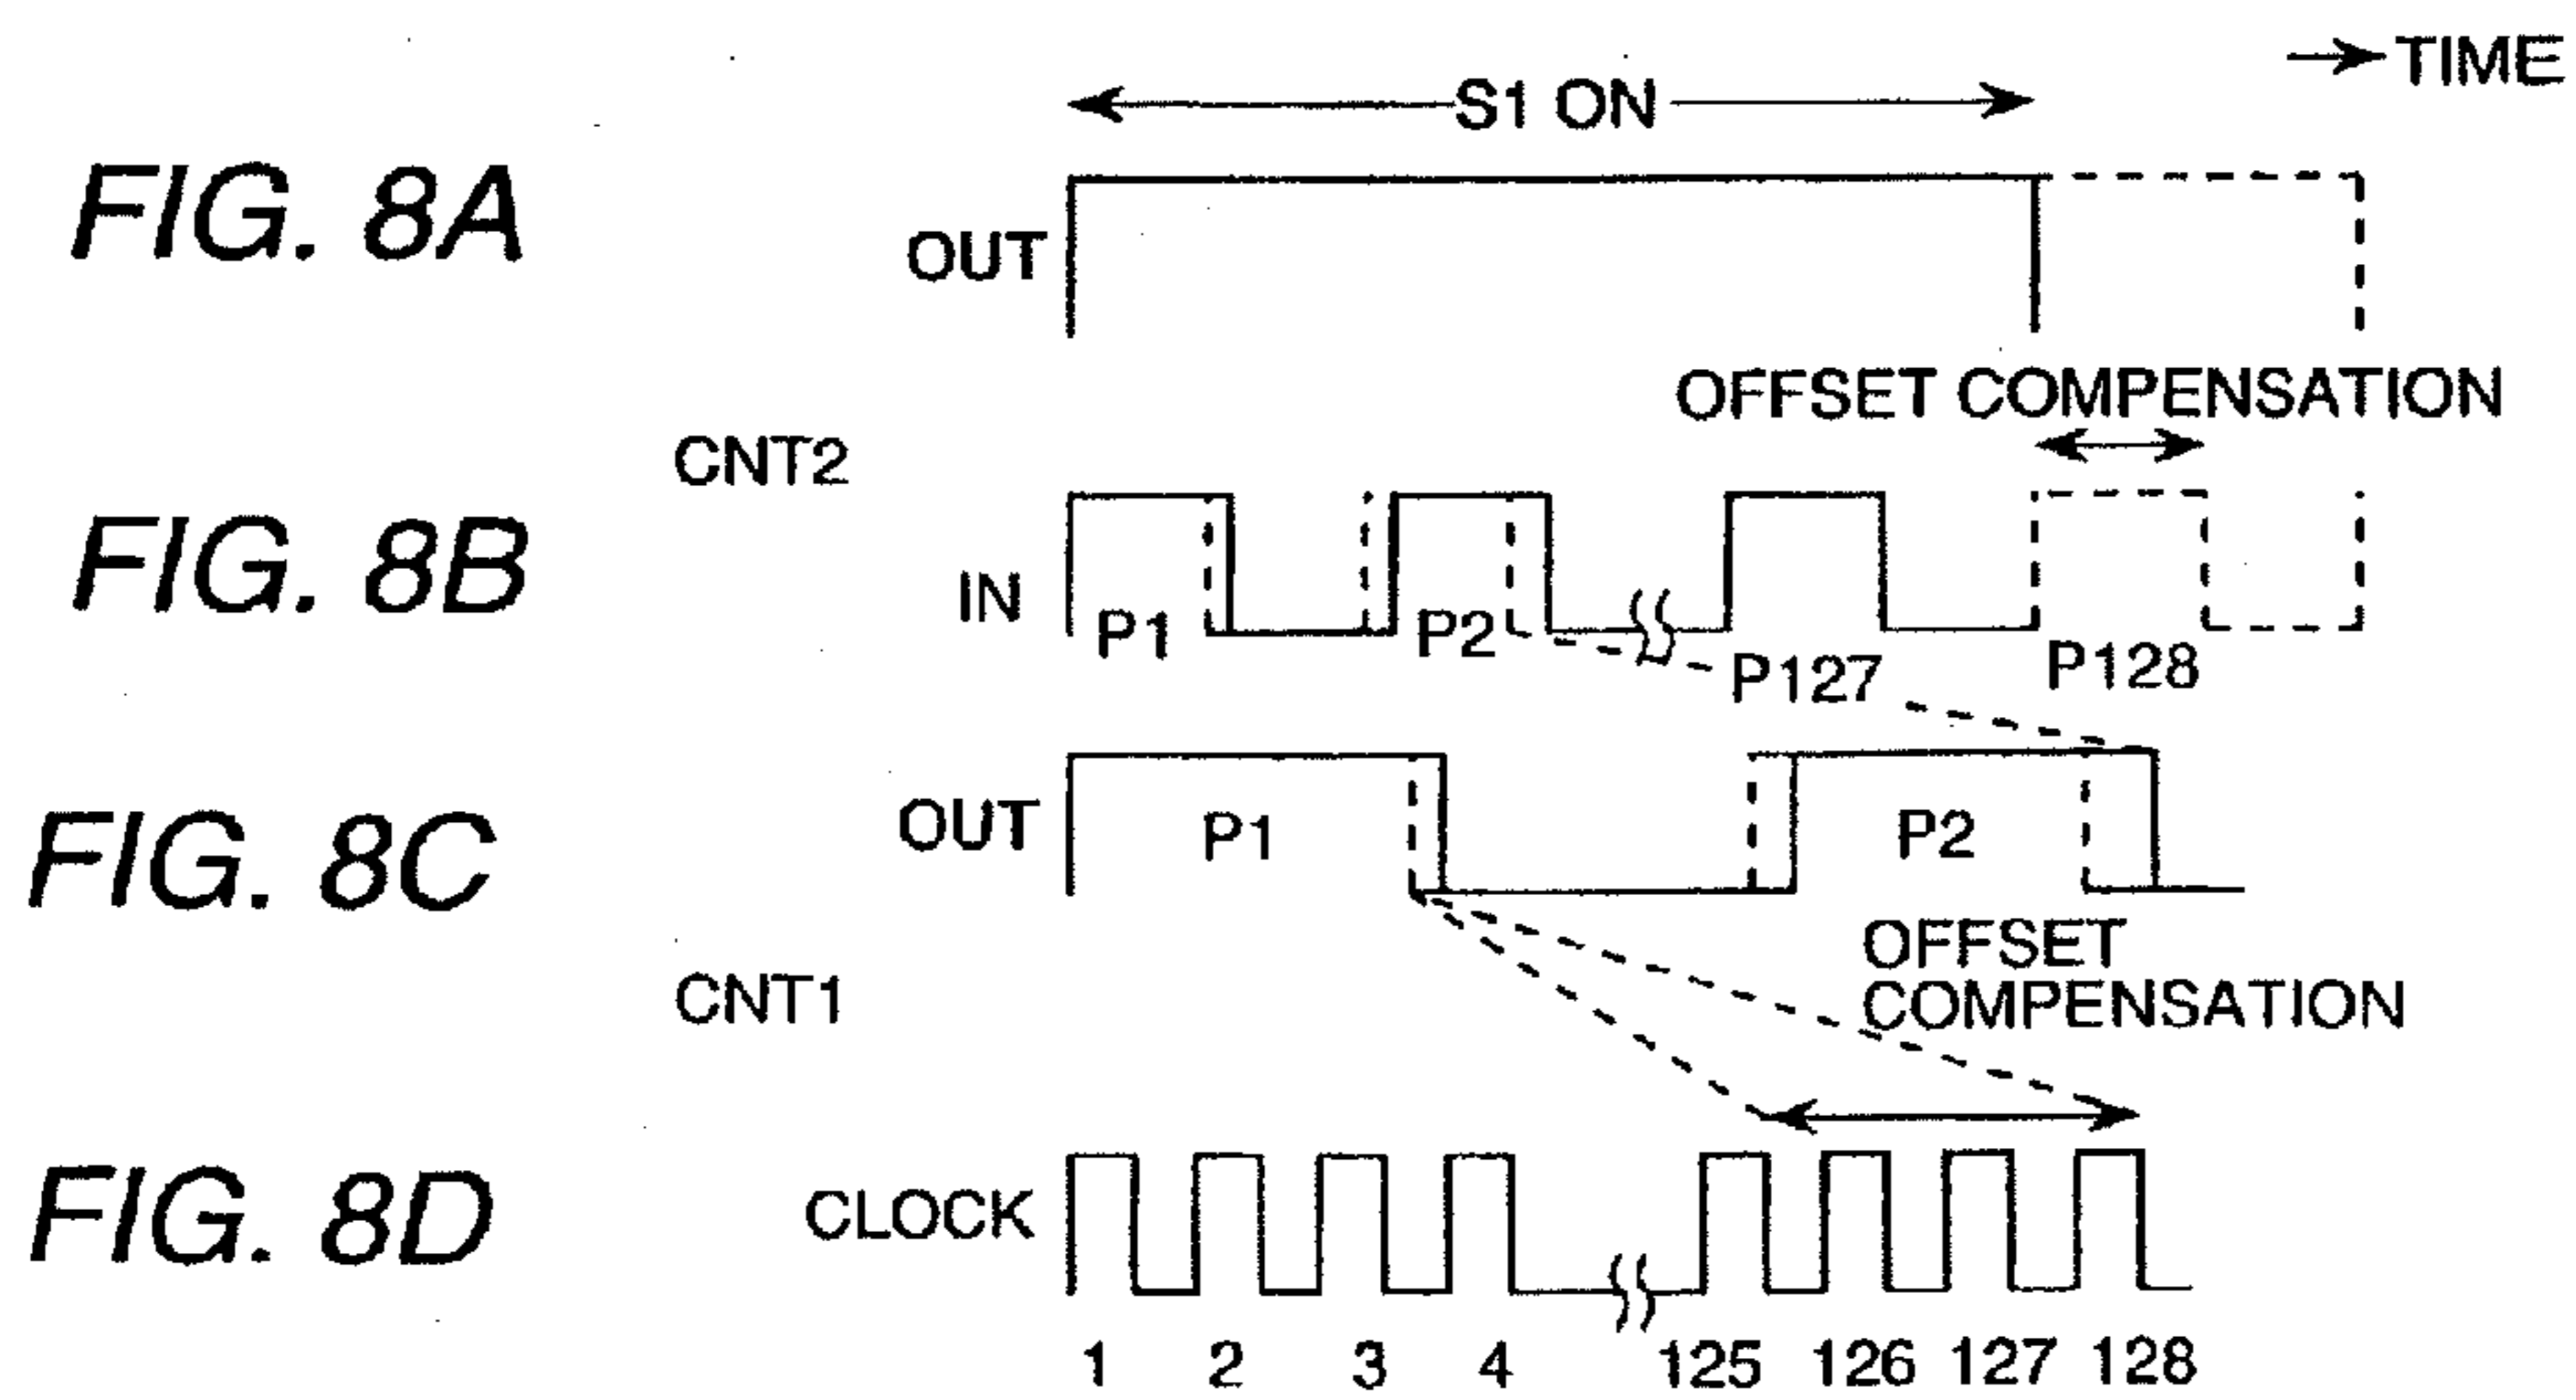 TIME
S1 ON
FIG. 8A
OUT
OFFSET COMPENSATION
CNT2
FIG. 8B
IN
P1
P2
P127
P128
FIG. 8C
OUT
P1
P2
OFFSET
COMPENSATION
CNT1
FIG. 8D
CLOCK
1 2 3 4 125 126 127 128